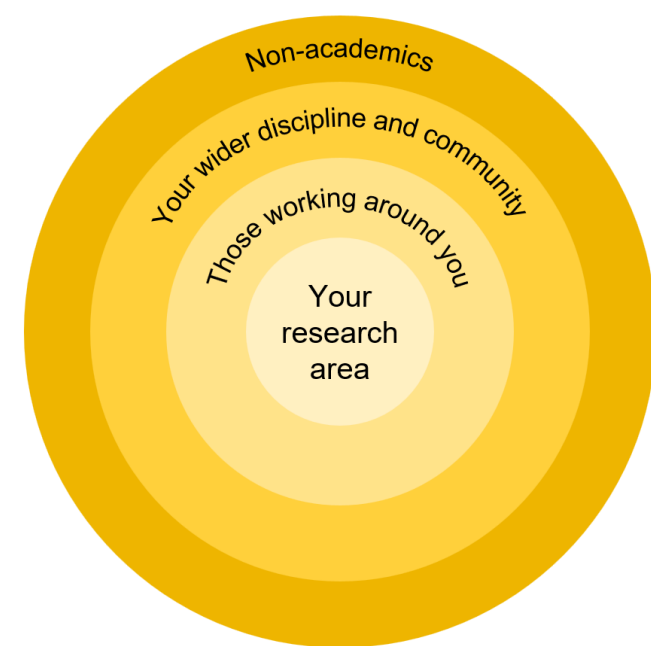 Non-academics
Your wider discipline and community
Those working around you
Your
research
area